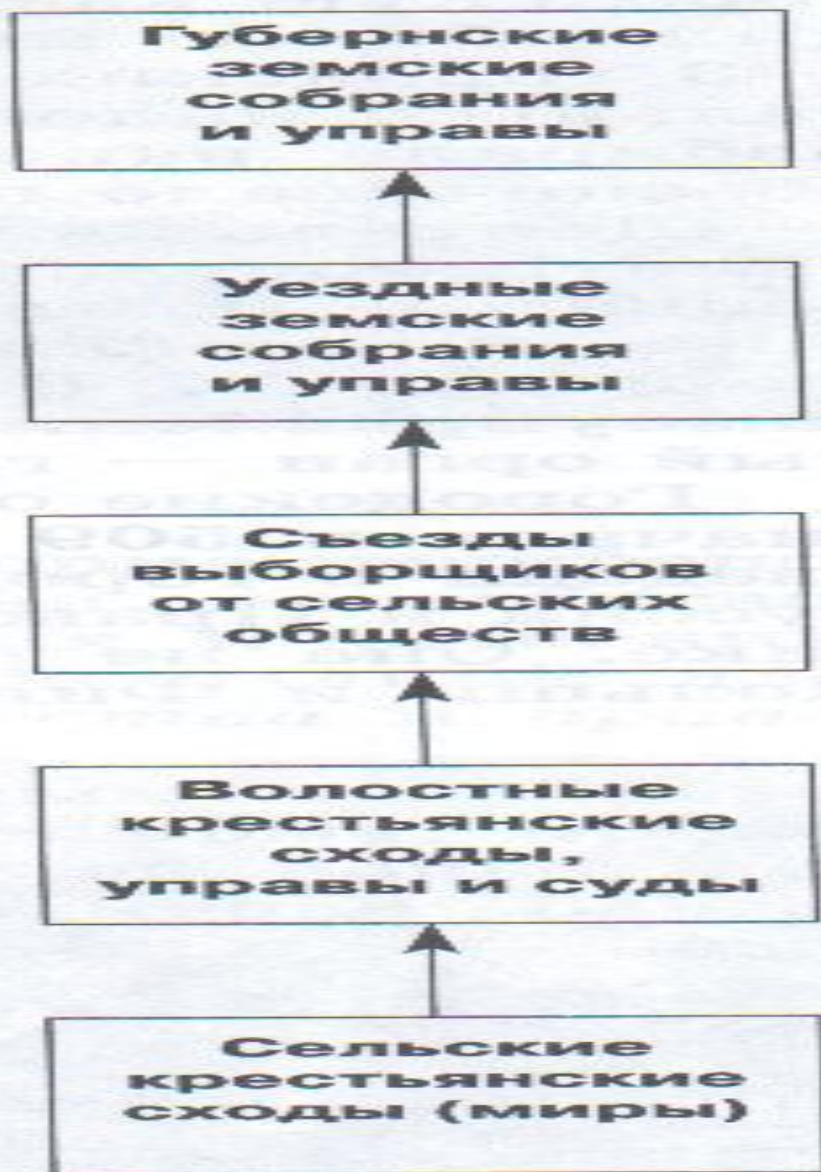 Губернские
земские
собрания
и управы
Уездные
земские
собрания
и управы
Съезды
выборщиков
от сельских
обществ
Волостные
крестьянские
сходы,
управы и суды
Сельские
крестьянские
сходы (миры)